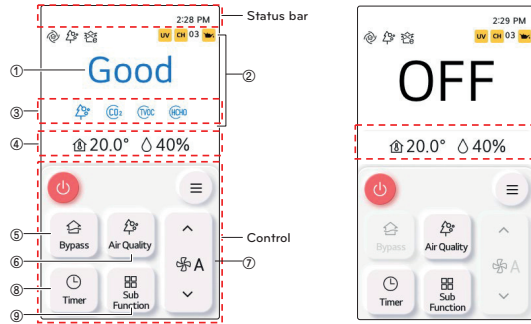 2:28 PM
Status bar
UV CH 03
① Good ②
③ CO₂ TVOC HCHO
④ 20.0° 40%
Control
⑤ Bypass Air Quality
⑥ A ⑦
⑧ Timer Sub
⑨ Function
2:29 PM
UV CH 03
OFF
20.0° 40%
Bypass Air Quality
A
Timer Sub
Function